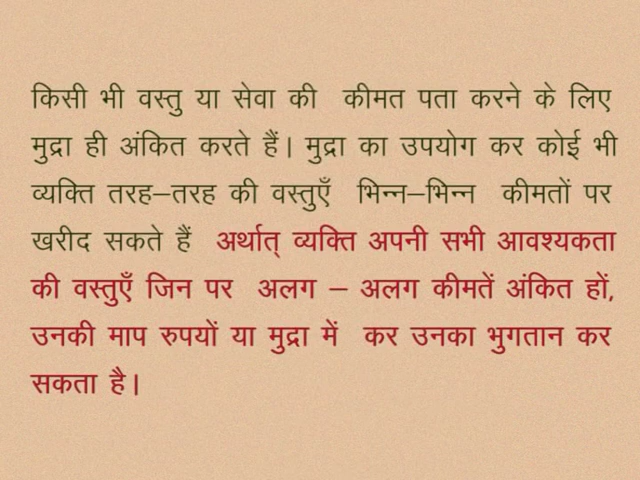 किसी भी वस्तु या सेवा की कीमत पता करने के लिए
मुद्रा ही अंकित करते हैं। मुद्रा का उपयोग कर कोई भी
व्यक्ति तरह–तरह की वस्तुएँ भिन्न–भिन्न कीमतों पर
खरीद सकते हैं अर्थात् व्यक्ति अपनी सभी आवश्यकता
की वस्तुएँ जिन पर अलग – अलग कीमतें अंकित हों,
उनकी माप रुपयों या मुद्रा में कर उनका भुगतान कर
सकता है।